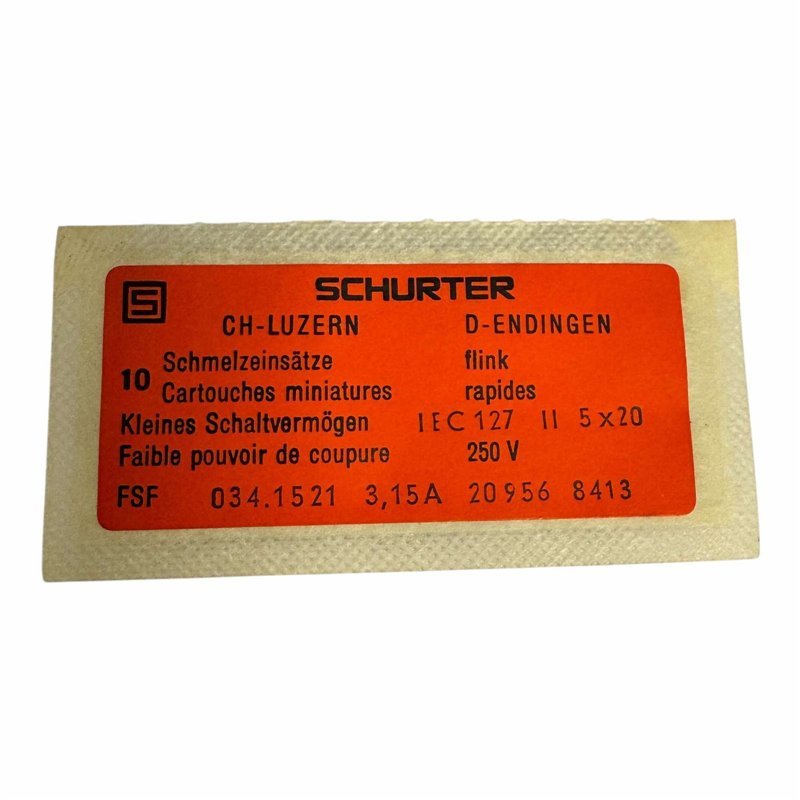 S SCHURTER
CH-LUZERN D-ENDINGEN
10 Schmelzeinsätze flink
Cartouches miniatures rapides
Kleines Schaltvermögen IEC 127 II 5x20
Faible pouvoir de coupure 250 V
FSF 034.1521 3,15A 20956 8413